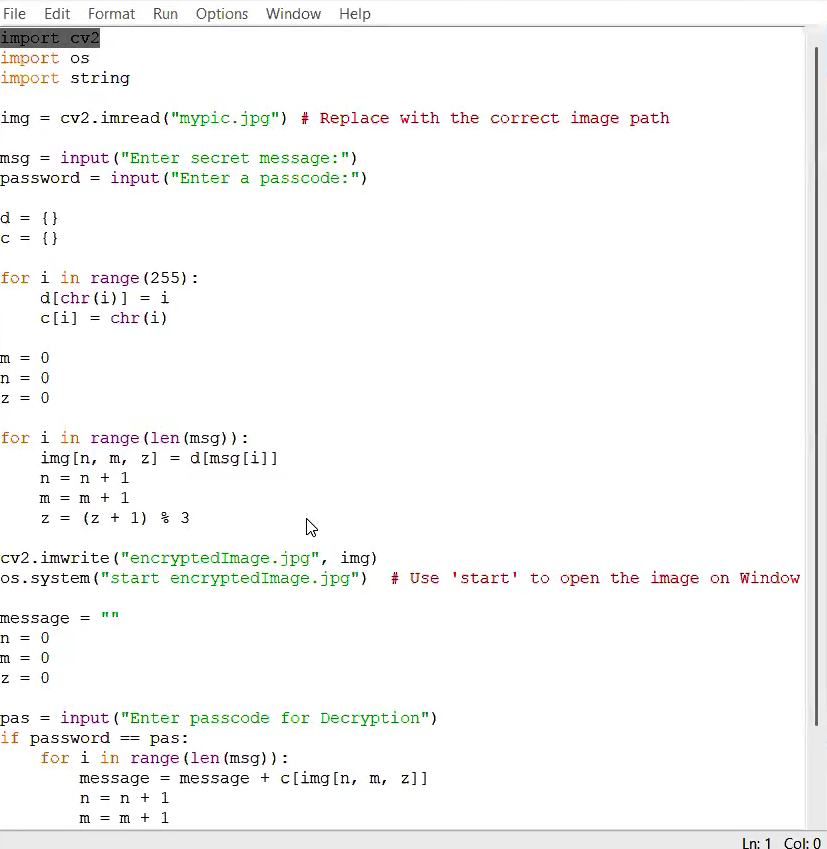 File Edit Format Run Options Window Help
import cv2
import os
import string
img = cv2.imread("mypic.jpg") # Replace with the correct image path
msg = input("Enter secret message:")
password = input("Enter a passcode:")
d = {}
c = {}
for i in range(255):
    d[chr(i)] = i
    c[i] = chr(i)
m = 0
n = 0
z = 0
for i in range(len(msg)):
    img[n, m, z] = d[msg[i]]
    n = n + 1
    m = m + 1
    z = (z + 1) % 3
cv2.imwrite("encryptedImage.jpg", img)
os.system("start encryptedImage.jpg")  # Use 'start' to open the image on Window
message = ""
n = 0
m = 0
z = 0
pas = input("Enter passcode for Decryption")
if password == pas:
    for i in range(len(msg)):
        message = message + c[img[n, m, z]]
        n = n + 1
        m = m + 1
Ln: 1 Col: 0